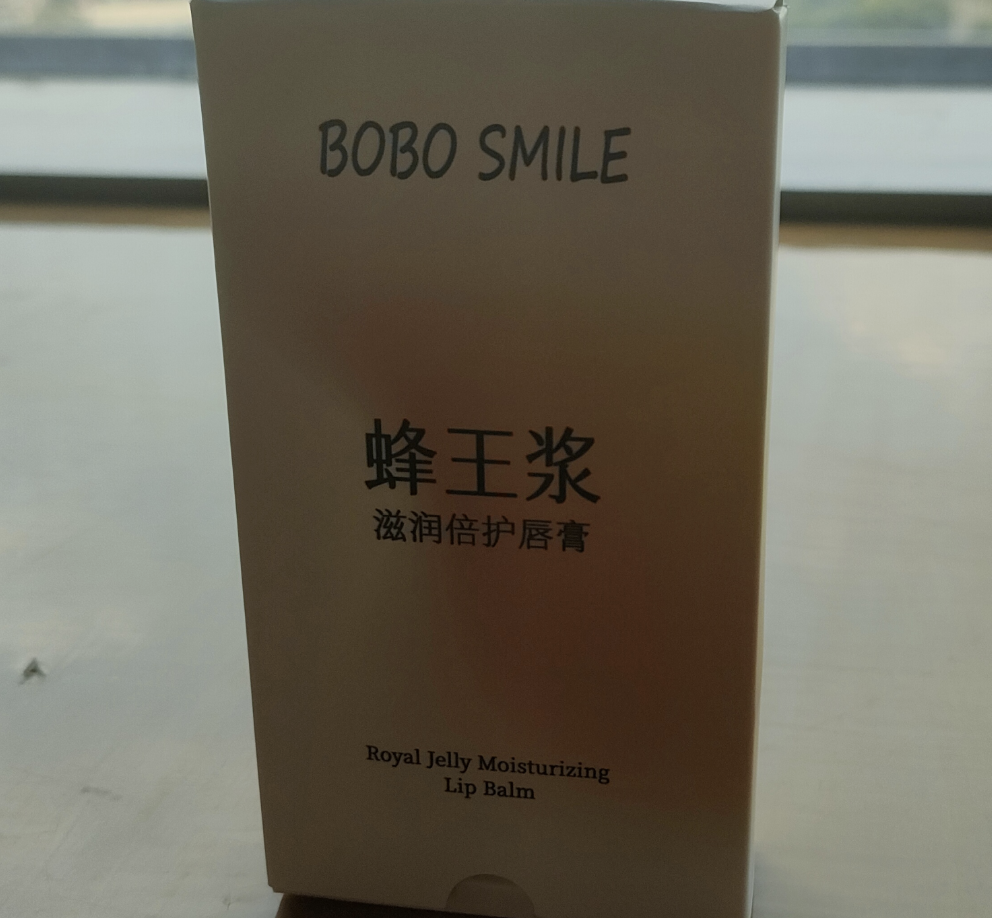 BOBO SMILE
蜂王浆
滋润倍护唇膏
Royal Jelly Moisturizing
Lip Balm